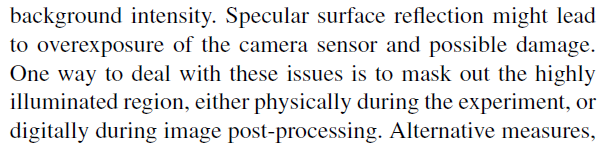 background intensity. Specular surface reflection might lead
to overexposure of the camera sensor and possible damage.
One way to deal with these issues is to mask out the highly
illuminated region, either physically during the experiment, or
digitally during image post-processing. Alternative measures,